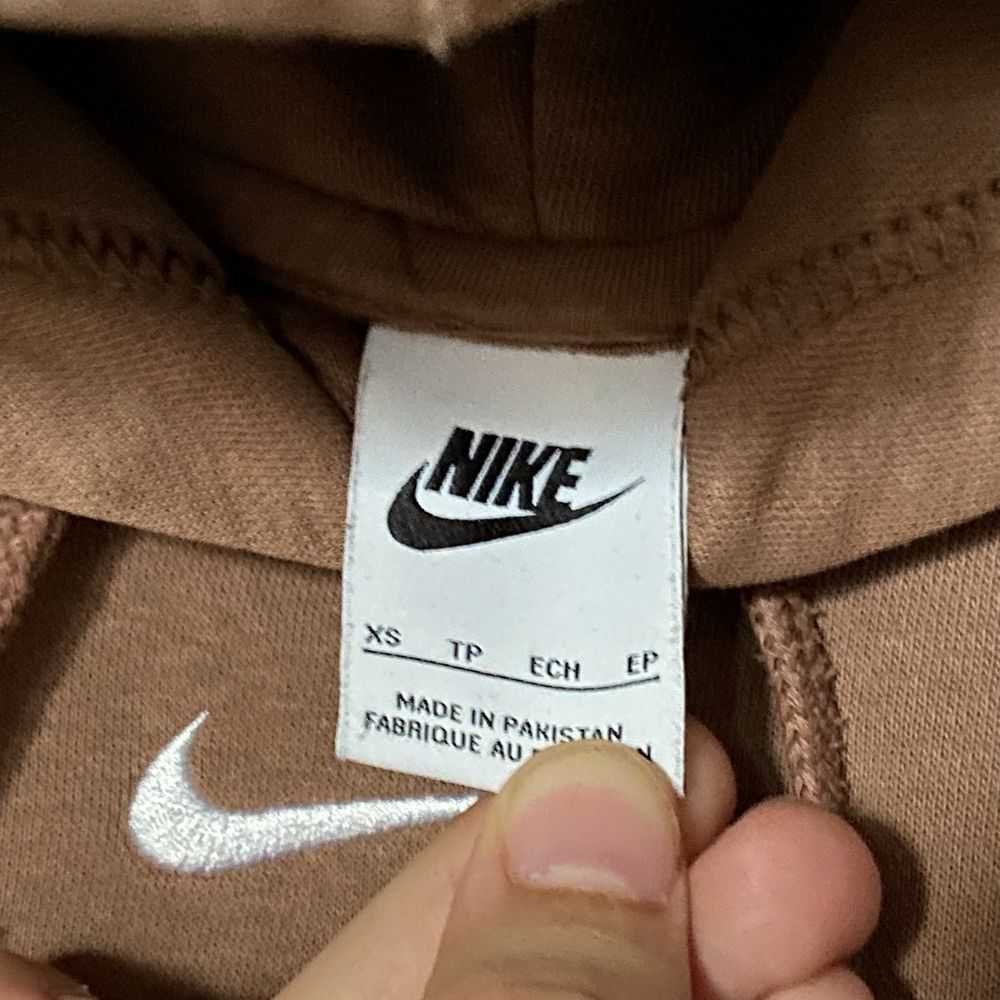 NIKE
XS TP ECH EP
MADE IN PAKISTAN
FABRIQUE AU